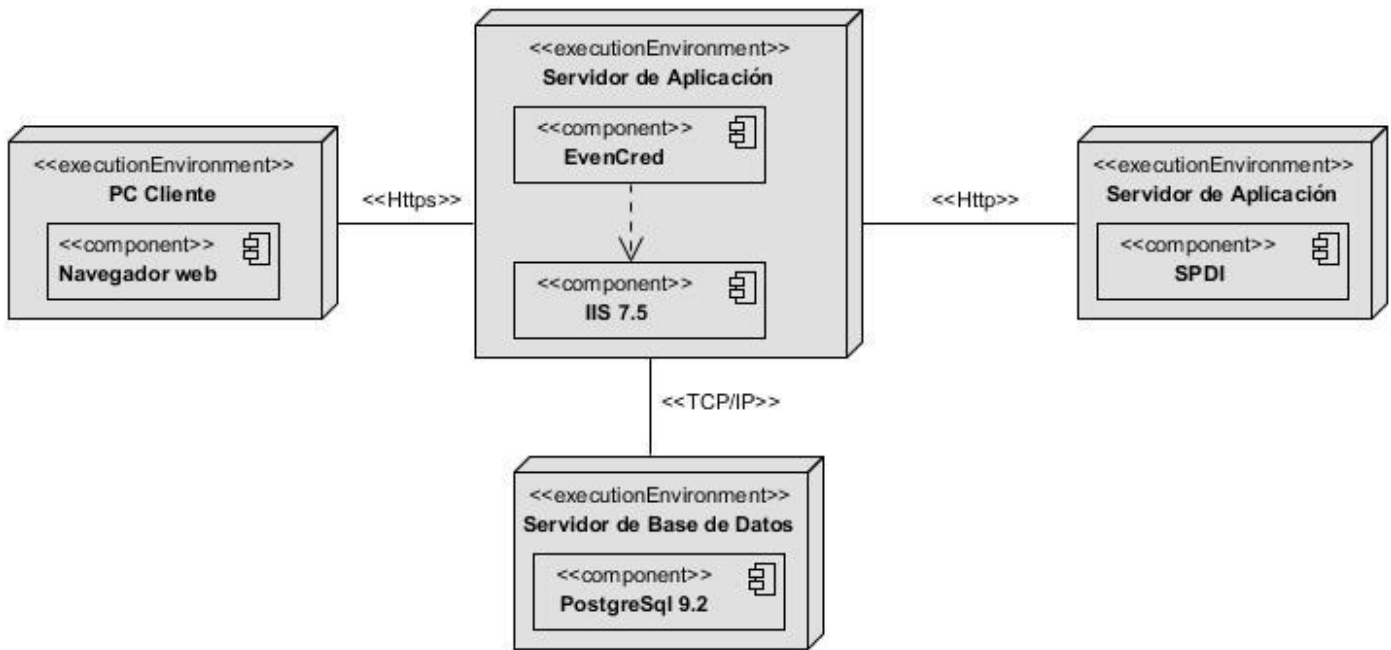 <<executionEnvironment>>
Servidor de Aplicación
<<component>>
EvenCred
<<component>>
IIS 7.5
<<executionEnvironment>>
PC Cliente
<<component>>
Navegador web
<<Https>>
<<Http>>
<<executionEnvironment>>
Servidor de Aplicación
<<component>>
SPDI
<<TCP/IP>>
<<executionEnvironment>>
Servidor de Base de Datos
<<component>>
PostgreSql 9.2